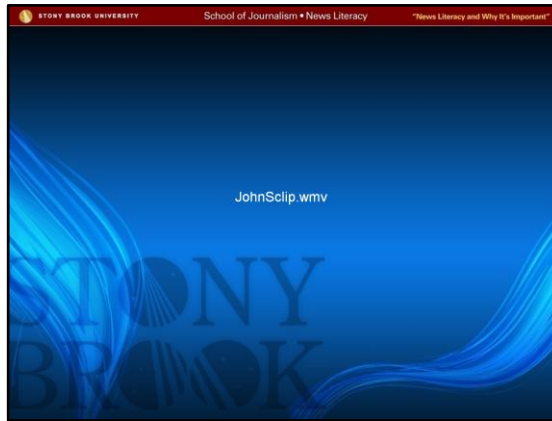 STONY BROOK UNIVERSITY School of Journalism • News Literacy "News Literacy and Why It's Important"
JohnSclip.wmv
STONY
BROOK